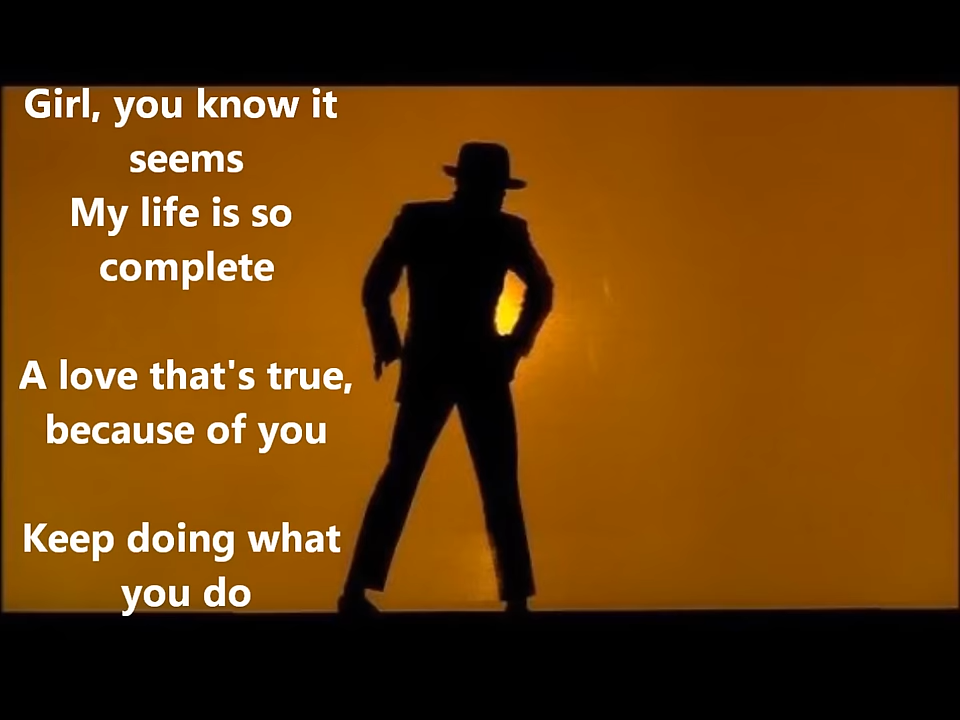 Girl, you know it
seems
My life is so
complete
A love that's true,
because of you
Keep doing what
you do